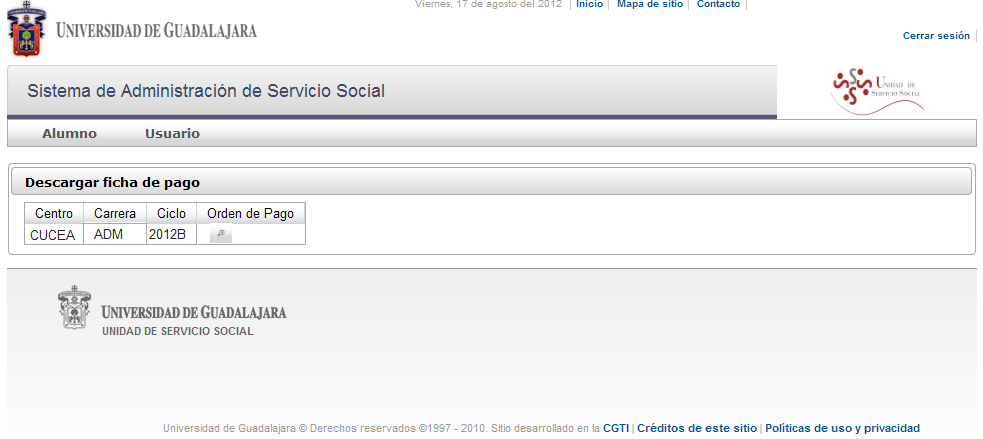 Viernes, 17 de agosto del 2012 | Inicio | Mapa de sitio | Contacto |
UNIVERSIDAD DE GUADALAJARA
Cerrar sesión
Sistema de Administración de Servicio Social
UNIDAD DE
SERVICIO SOCIAL
Alumno Usuario
Descargar ficha de pago
Centro Carrera Ciclo Orden de Pago
CUCEA ADM 2012B
UNIVERSIDAD DE GUADALAJARA
UNIDAD DE SERVICIO SOCIAL
Universidad de Guadalajara © Derechos reservados ©1997 - 2010. Sitio desarrollado en la CGTI | Créditos de este sitio | Políticas de uso y privacidad